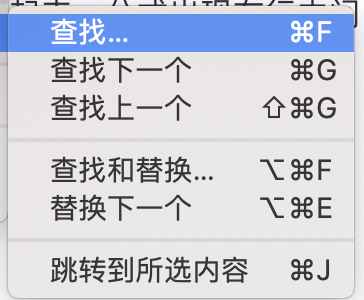 查找... ⌘F
查找下一个 ⌘G
查找上一个 ⇧⌘G
查找和替换... ⌥⌘F
替换下一个 ⌥⌘E
跳转到所选内容 ⌘J